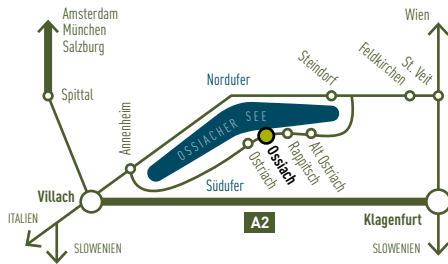 Amsterdam
München
Salzburg
Wien
Spittal
Nordufer
Steindorf
Feldkirchen
St. Veit
Annenheim
OSSIACHER SEE
Ostriach
Ossiach
Rappitsch
Alt Ostriach
Südufer
Villach
A2
Klagenfurt
ITALIEN
SLOWENIEN
SLOWENIEN